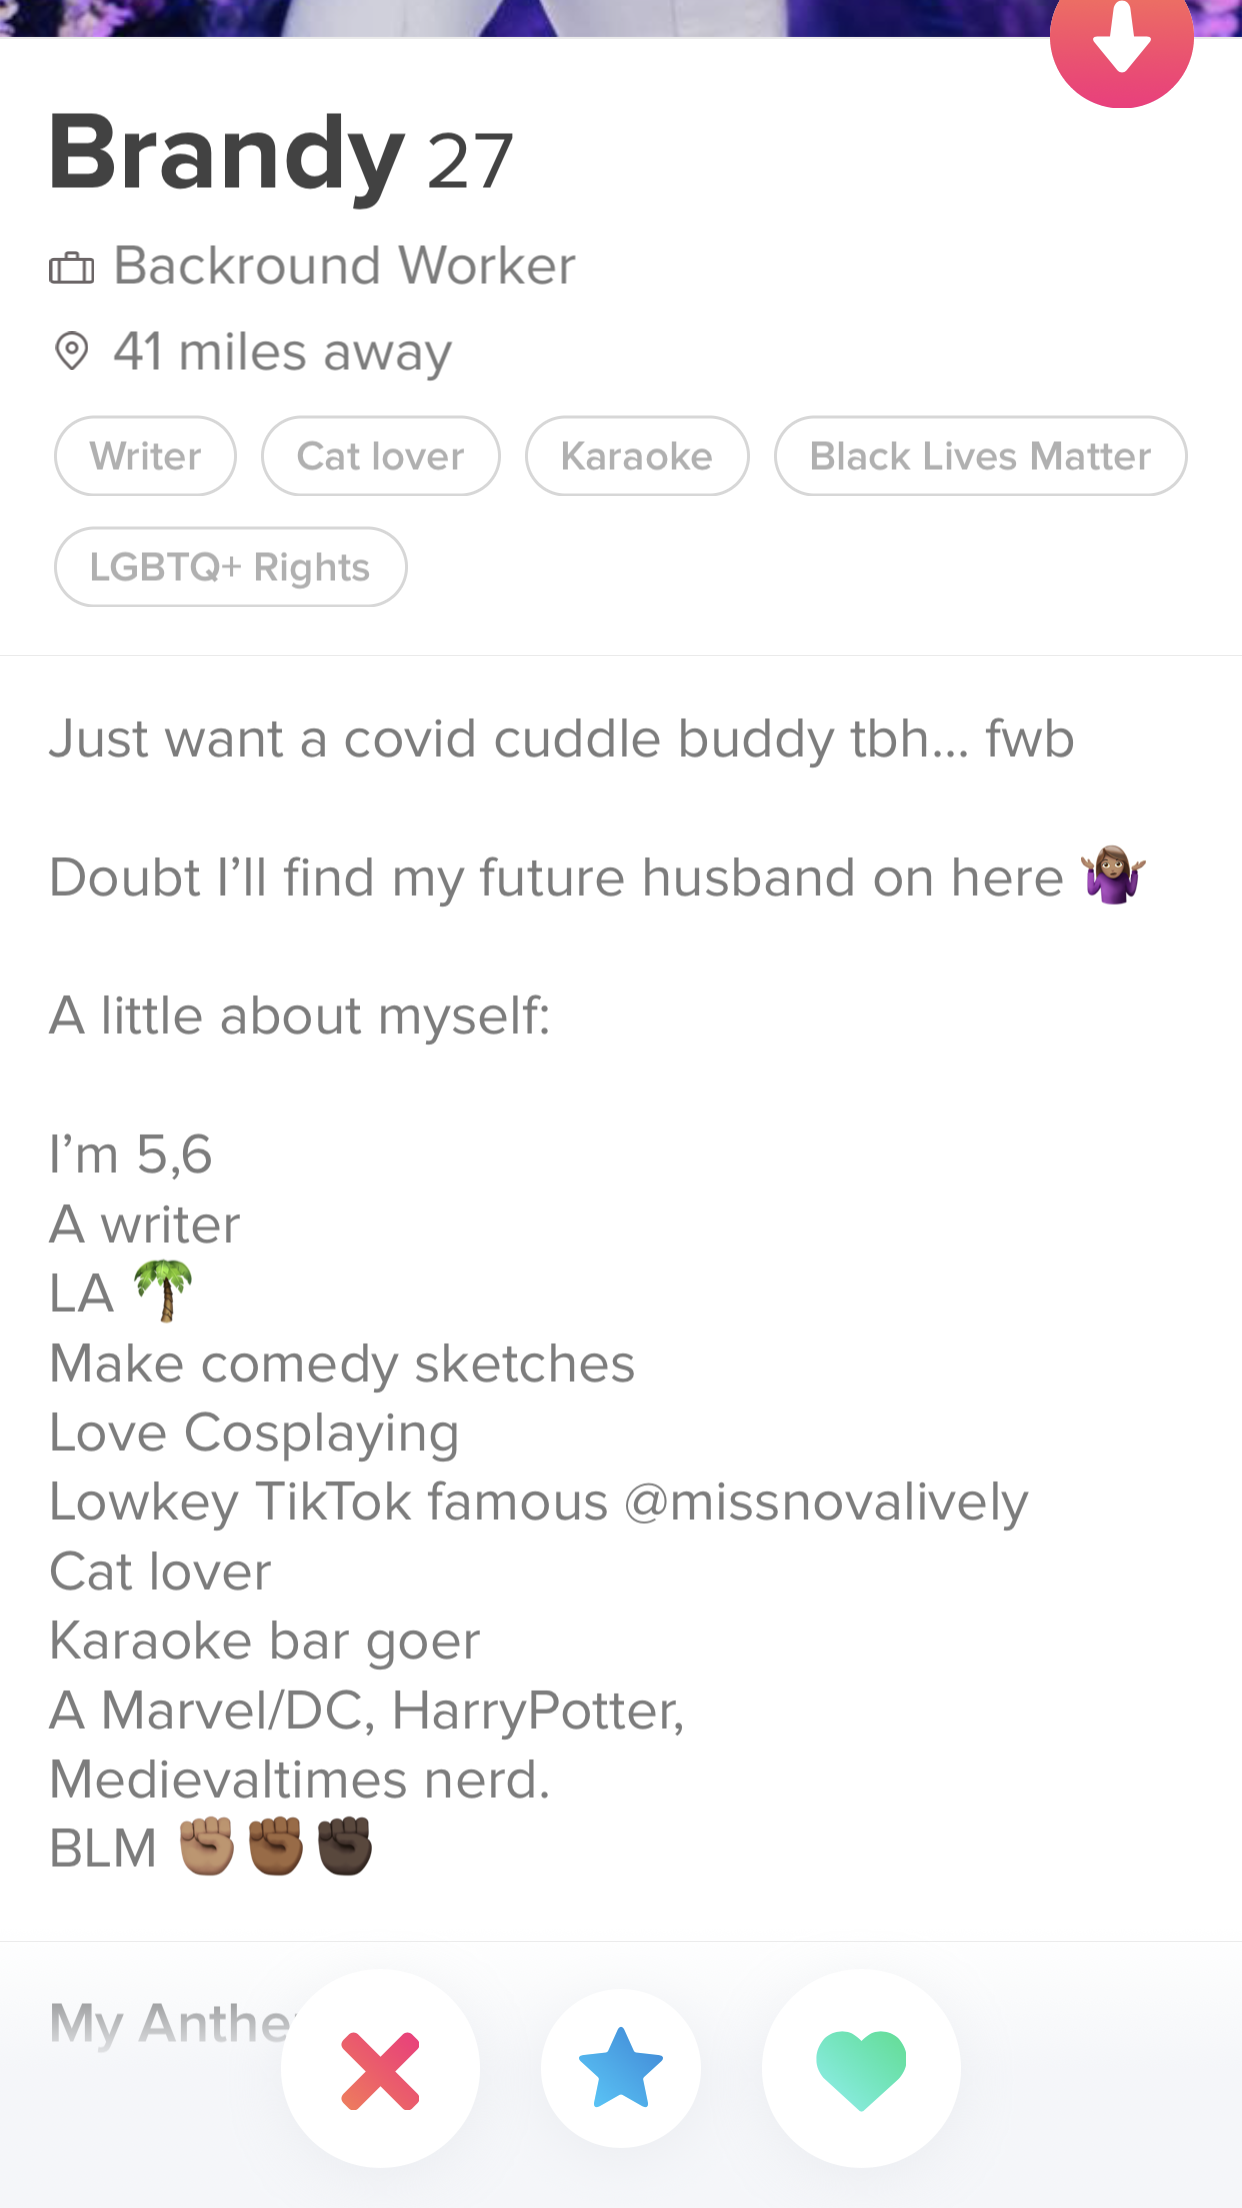 Brandy 27
Backround Worker
41 miles away
Writer Cat lover Karaoke Black Lives Matter
LGBTQ+ Rights
Just want a covid cuddle buddy tbh... fwb
Doubt I’ll find my future husband on here 🤷🏽‍♀️
A little about myself:
I’m 5,6
A writer
LA 🌴
Make comedy sketches
Love Cosplaying
Lowkey TikTok famous @missnovalively
Cat lover
Karaoke bar goer
A Marvel/DC, HarryPotter,
Medievaltimes nerd.
BLM ✊🏽✊🏾✊🏿
My Anthe